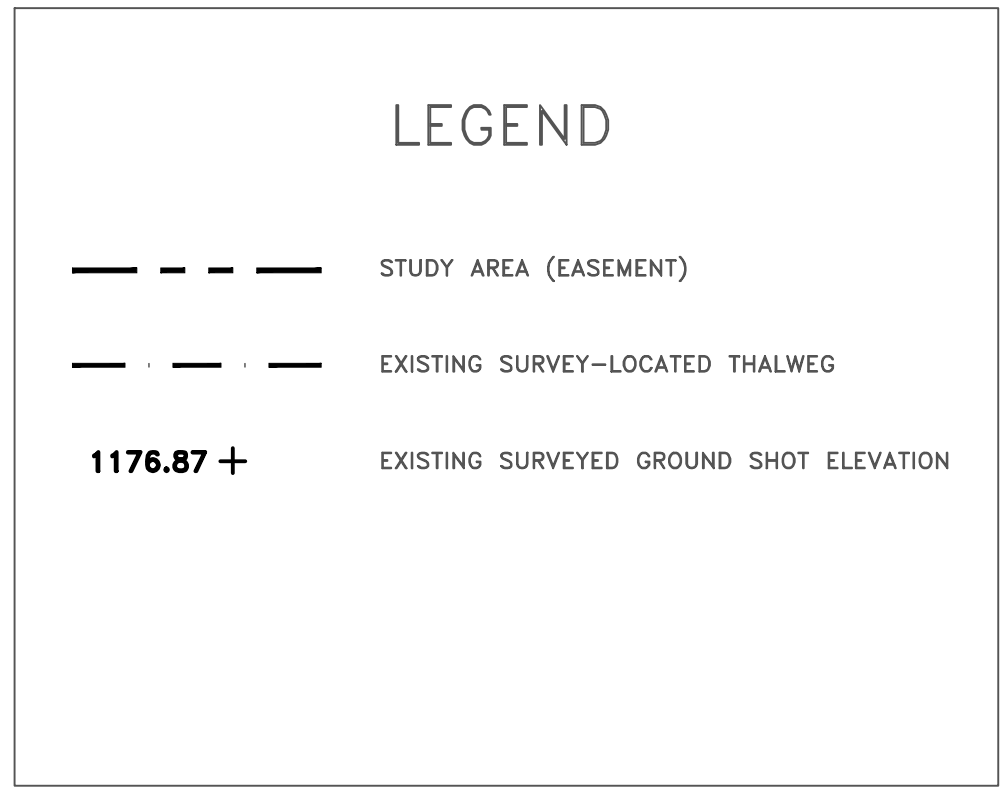 LEGEND
STUDY AREA (EASEMENT)
EXISTING SURVEY-LOCATED THALWEG
1176.87 + EXISTING SURVEYED GROUND SHOT ELEVATION